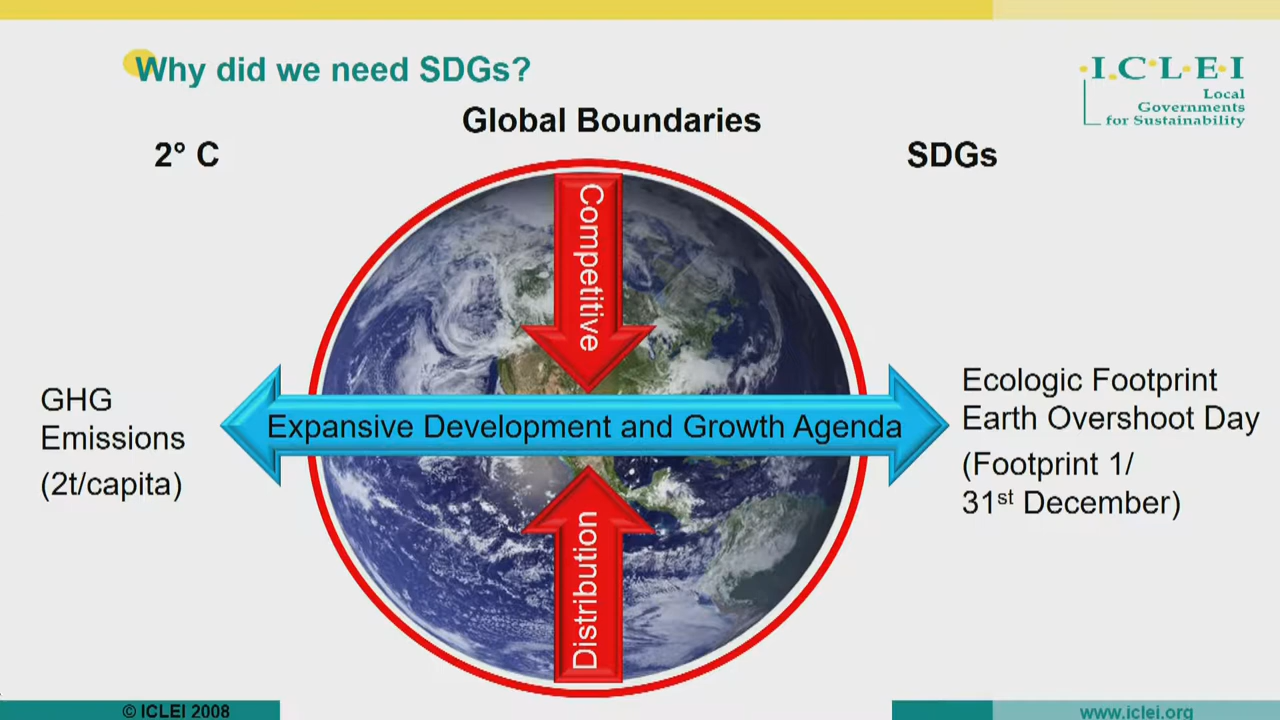 Why did we need SDGs?
·I·C·L·E·I
Local
Governments
for Sustainability
Global Boundaries
2° C
SDGs
Competitive
GHG
Emissions
(2t/capita)
Expansive Development and Growth Agenda
Ecologic Footprint
Earth Overshoot Day
(Footprint 1/
31st December)
Distribution
© ICLEI 2008
www.iclei.org